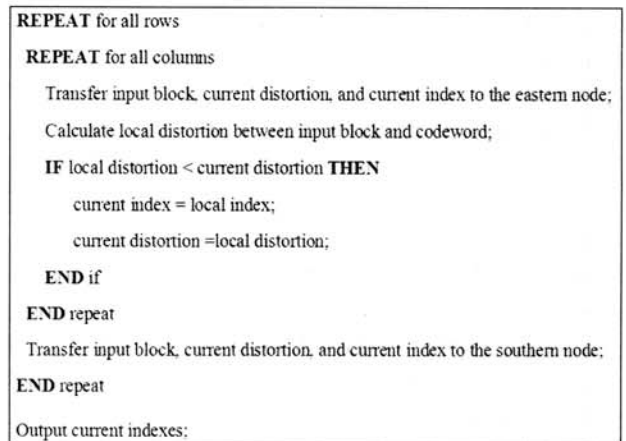 REPEAT for all rows
REPEAT for all columns
Transfer input block, current distortion, and current index to the eastern node;
Calculate local distortion between input block and codeword;
IF local distortion < current distortion THEN
current index = local index;
current distortion =local distortion;
END if
END repeat
Transfer input block, current distortion, and current index to the southern node;
END repeat
Output current indexes;